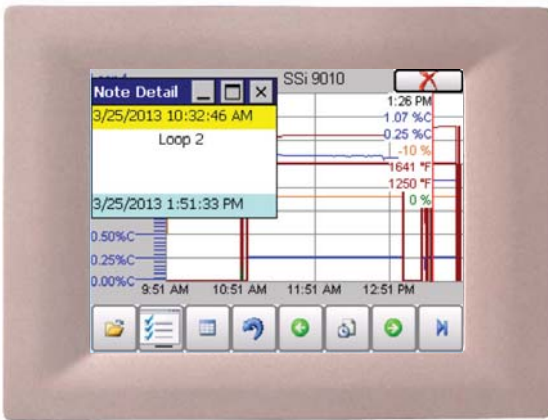 SSi 9010
Note Detail
3/25/2013 10:32:46 AM
Loop 2
3/25/2013 1:51:33 PM
1:26 PM
1.07 %C
0.25 %C
-10 %
1641 °F
1250 °F
0 %
0.50%C
0.25%C
0.00%C
9:51 AM 10:51 AM 11:51 AM 12:51 PM